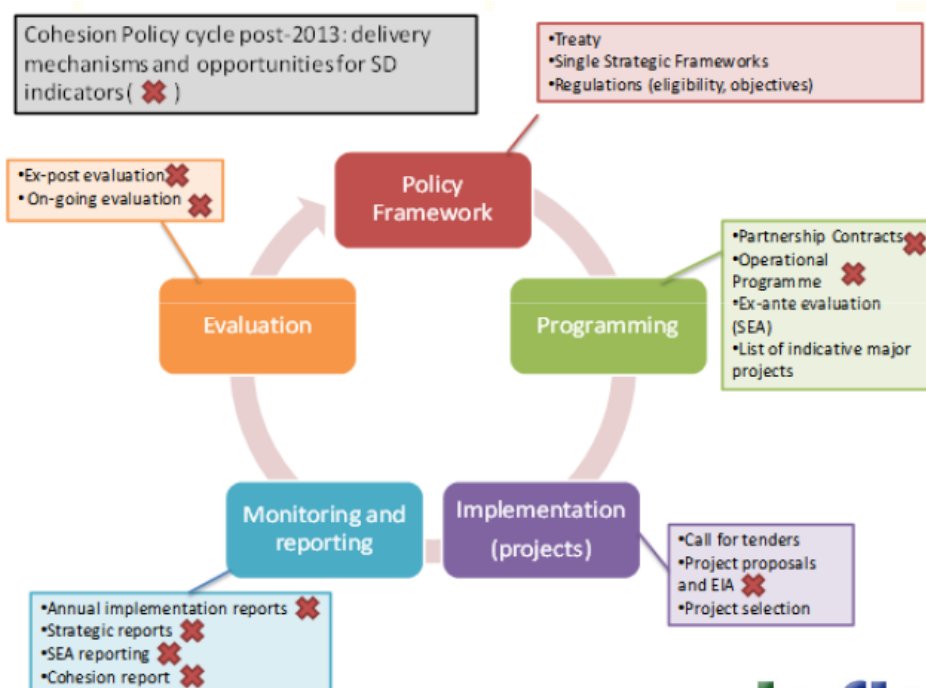 Cohesion Policy cycle post-2013: delivery
mechanisms and opportunities for SD
indicators( ✖ )
•Treaty
•Single Strategic Frameworks
•Regulations (eligibility, objectives)
•Ex-post evaluation ✖
•On-going evaluation ✖
Policy
Framework
•Partnership Contracts ✖
•Operational
Programme ✖
•Ex-ante evaluation
(SEA)
•List of indicative major
projects
Evaluation
Programming
Monitoring and
reporting
Implementation
(projects)
•Call for tenders
•Project proposals
and EIA ✖
•Project selection
•Annual implementation reports ✖
•Strategic reports ✖
•SEA reporting ✖
•Cohesion report ✖